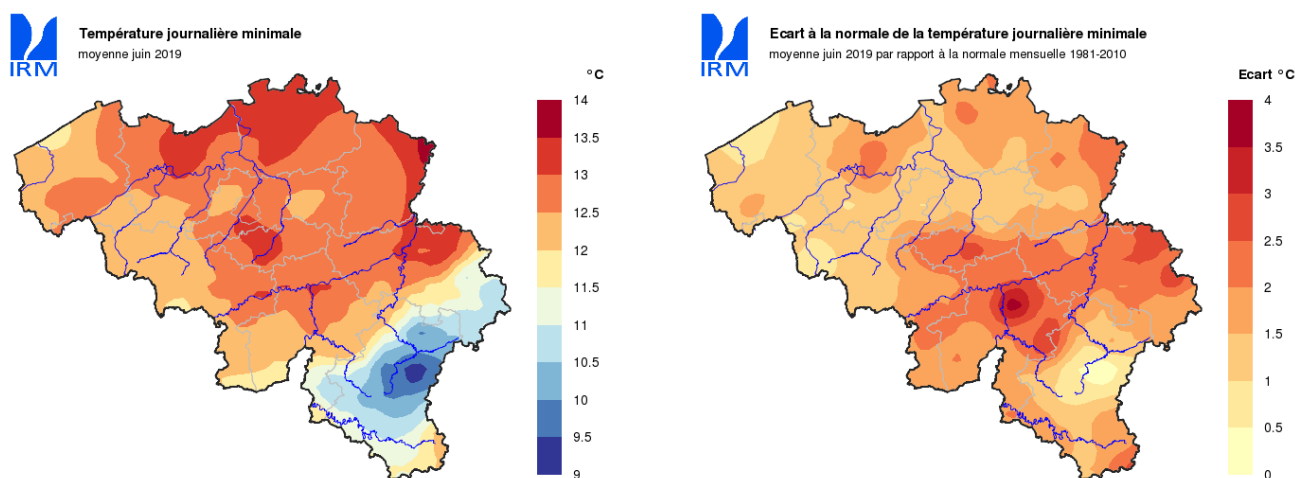 IRM
Température journalière minimale
moyenne juin 2019
°C
14
13.5
13
12.5
12
11.5
11
10.5
10
9.5
9
IRM
Ecart à la normale de la température journalière minimale
moyenne juin 2019 par rapport à la normale mensuelle 1981-2010
Ecart °C
4
3.5
3
2.5
2
1.5
1
0.5
0